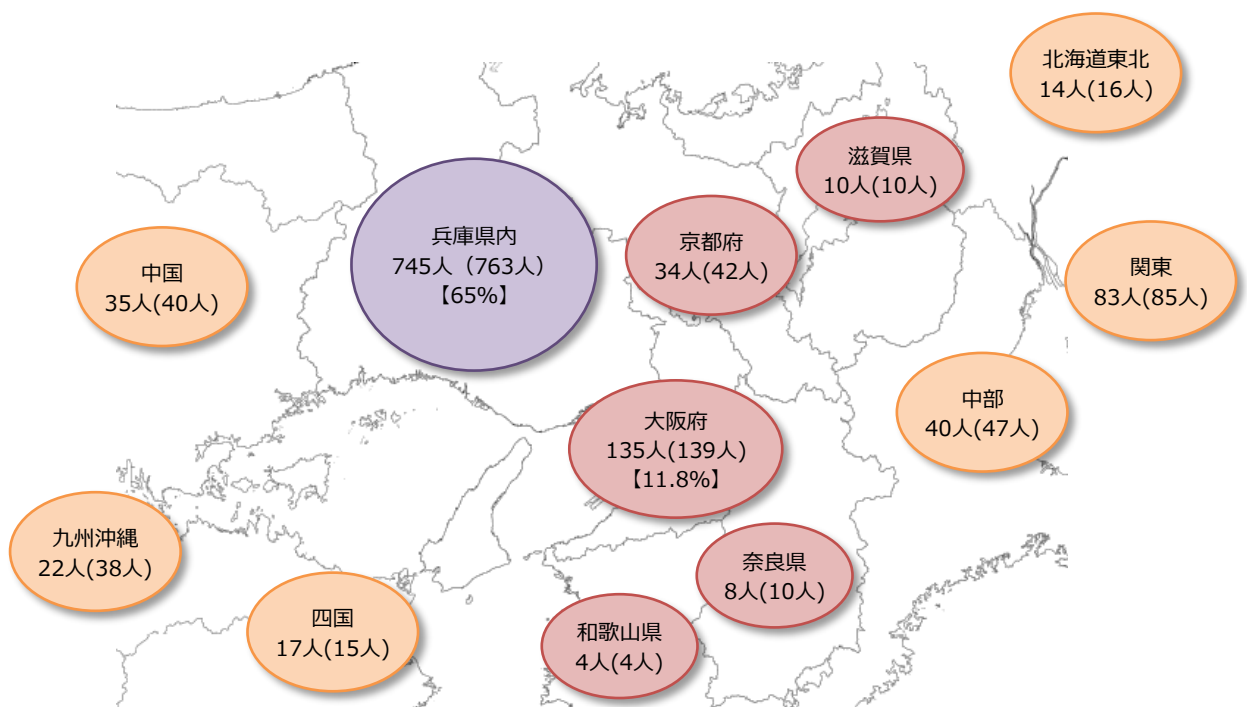 北海道東北
14人(16人)
滋賀県
10人(10人)
兵庫県内
745人（763人）
【65%】
京都府
34人(42人)
中国
35人(40人)
関東
83人(85人)
中部
40人(47人)
大阪府
135人(139人)
【11.8%】
九州沖縄
22人(38人)
奈良県
8人(10人)
四国
17人(15人)
和歌山県
4人(4人)